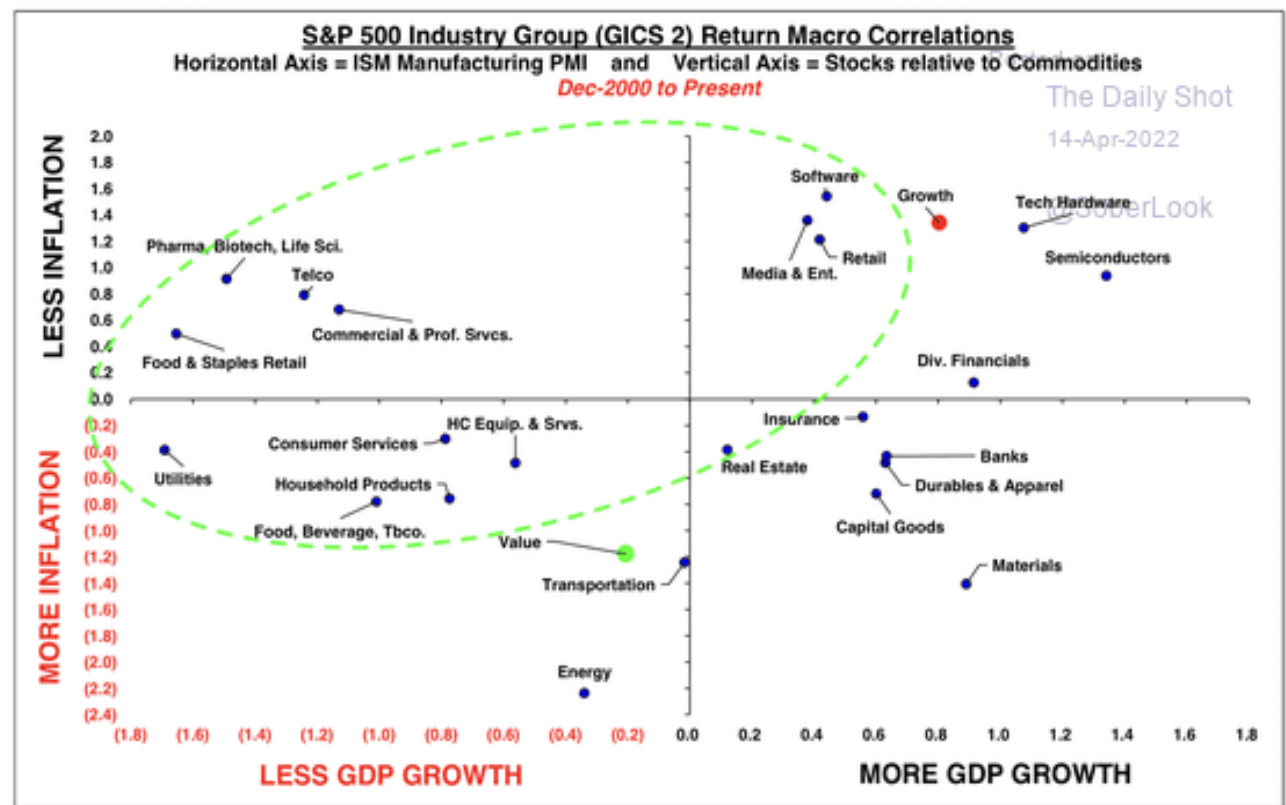 S&P 500 Industry Group (GICS 2) Return Macro Correlations
Horizontal Axis = ISM Manufacturing PMI and Vertical Axis = Stocks relative to Commodities
Dec-2000 to Present
The Daily Shot
14-Apr-2022
@SoberLook
LESS INFLATION
MORE INFLATION
2.0
1.8
1.6
1.4
1.2
1.0
0.8
0.6
0.4
0.2
0.0
(0.2)
(0.4)
(0.6)
(0.8)
(1.0)
(1.2)
(1.4)
(1.6)
(1.8)
(2.0)
(2.2)
(2.4)
Software
Growth
Tech Hardware
Pharma, Biotech, Life Sci.
Retail
Semiconductors
Telco
Media & Ent.
Commercial & Prof. Srvcs.
Food & Staples Retail
Div. Financials
Insurance
HC Equip. & Srvs.
Consumer Services
Banks
Real Estate
Utilities
Household Products
Durables & Apparel
Capital Goods
Food, Beverage, Tbco.
Value
Transportation
Materials
Energy
(1.8) (1.6) (1.4) (1.2) (1.0) (0.8) (0.6) (0.4) (0.2) 0.0 0.2 0.4 0.6 0.8 1.0 1.2 1.4 1.6 1.8
LESS GDP GROWTH
MORE GDP GROWTH